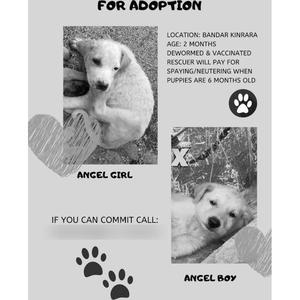 FOR ADOPTION
LOCATION: BANDAR KINRARA
AGE: 2 MONTHS
DEWORMED & VACCINATED
RESCUER WILL PAY FOR
SPAYING/NEUTERING WHEN
PUPPIES ARE 6 MONTHS OLD
ANGEL GIRL
IF YOU CAN COMMIT CALL:
ANGEL BOY